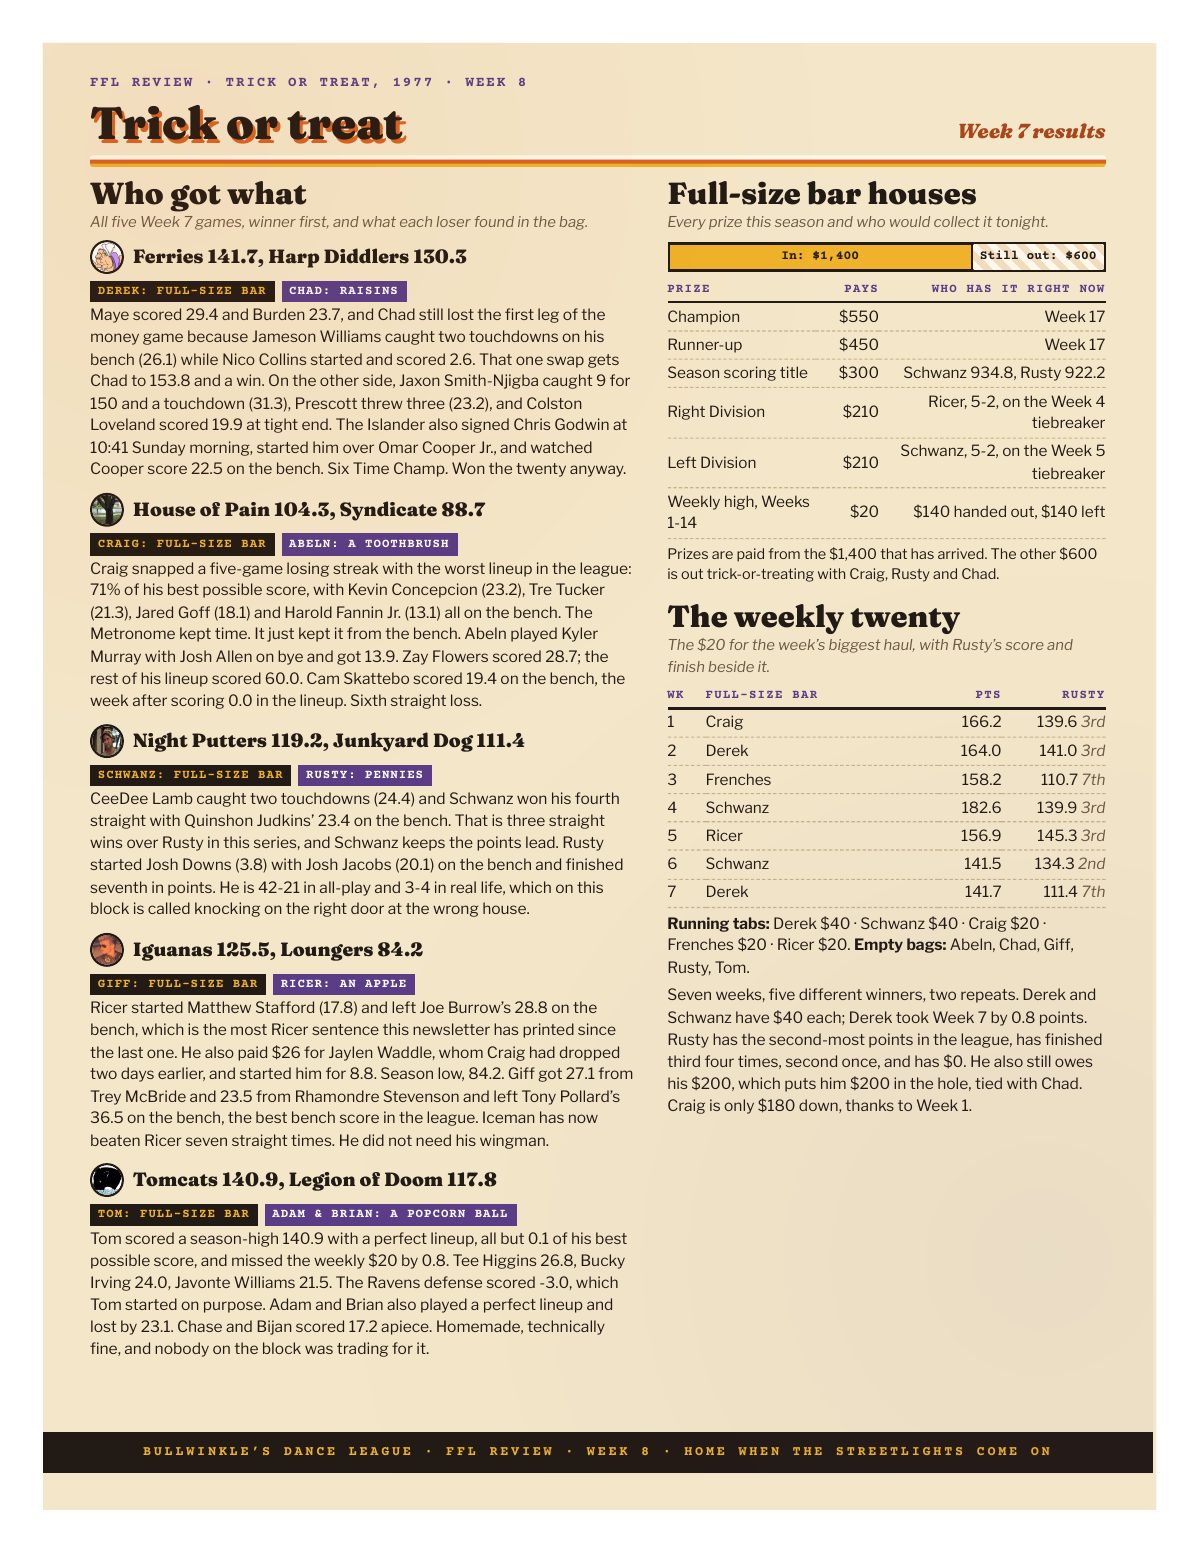 FFL REVIEW · TRICK OR TREAT, 1977 · WEEK 8
Trick or treat
Week 7 results
Who got what
All five Week 7 games, winner first, and what each loser found in the bag.
Ferries 141.7, Harp Diddlers 130.3
DEREK: FULL-SIZE BAR
CHAD: RAISINS
Maye scored 29.4 and Burden 23.7, and Chad still lost the first leg of the
money game because Jameson Williams caught two touchdowns on his
bench (26.1) while Nico Collins started and scored 2.6. That one swap gets
Chad to 153.8 and a win. On the other side, Jaxon Smith-Njigba caught 9 for
150 and a touchdown (31.3), Prescott threw three (23.2), and Colston
Loveland scored 19.9 at tight end. The Islander also signed Chris Godwin at
10:41 Sunday morning, started him over Omar Cooper Jr., and watched
Cooper score 22.5 on the bench. Six Time Champ. Won the twenty anyway.
House of Pain 104.3, Syndicate 88.7
CRAIG: FULL-SIZE BAR
ABELN: A TOOTHBRUSH
Craig snapped a five-game losing streak with the worst lineup in the league:
71% of his best possible score, with Kevin Concepcion (23.2), Tre Tucker
(21.3), Jared Goff (18.1) and Harold Fannin Jr. (13.1) all on the bench. The
Metronome kept time. It just kept it from the bench. Abeln played Kyler
Murray with Josh Allen on bye and got 13.9. Zay Flowers scored 28.7; the
rest of his lineup scored 60.0. Cam Skattebo scored 19.4 on the bench, the
week after scoring 0.0 in the lineup. Sixth straight loss.
Night Putters 119.2, Junkyard Dog 111.4
SCHWANZ: FULL-SIZE BAR
RUSTY: PENNIES
CeeDee Lamb caught two touchdowns (24.4) and Schwanz won his fourth
straight with Quinshon Judkins’ 23.4 on the bench. That is three straight
wins over Rusty in this series, and Schwanz keeps the points lead. Rusty
started Josh Downs (3.8) with Josh Jacobs (20.1) on the bench and finished
seventh in points. He is 42-21 in all-play and 3-4 in real life, which on this
block is called knocking on the right door at the wrong house.
Iguanas 125.5, Loungers 84.2
GIFF: FULL-SIZE BAR
RICER: AN APPLE
Ricer started Matthew Stafford (17.8) and left Joe Burrow’s 28.8 on the
bench, which is the most Ricer sentence this newsletter has printed since
the last one. He also paid $26 for Jaylen Waddle, whom Craig had dropped
two days earlier, and started him for 8.8. Season low, 84.2. Giff got 27.1 from
Trey McBride and 23.5 from Rhamondre Stevenson and left Tony Pollard’s
36.5 on the bench, the best bench score in the league. Iceman has now
beaten Ricer seven straight times. He did not need his wingman.
Tomcats 140.9, Legion of Doom 117.8
TOM: FULL-SIZE BAR
ADAM & BRIAN: A POPCORN BALL
Tom scored a season-high 140.9 with a perfect lineup, all but 0.1 of his best
possible score, and missed the weekly $20 by 0.8. Tee Higgins 26.8, Bucky
Irving 24.0, Javonte Williams 21.5. The Ravens defense scored -3.0, which
Tom started on purpose. Adam and Brian also played a perfect lineup and
lost by 23.1. Chase and Bijan scored 17.2 apiece. Homemade, technically
fine, and nobody on the block was trading for it.
Full-size bar houses
Every prize this season and who would collect it tonight.
In: $1,400
Still out: $600
PRIZE PAYS WHO HAS IT RIGHT NOW
Champion $550 Week 17
Runner-up $450 Week 17
Season scoring title $300 Schwanz 934.8, Rusty 922.2
Right Division $210 Ricer, 5-2, on the Week 4
tiebreaker
Left Division $210 Schwanz, 5-2, on the Week 5
tiebreaker
Weekly high, Weeks
1-14 $20 $140 handed out, $140 left
Prizes are paid from the $1,400 that has arrived. The other $600
is out trick-or-treating with Craig, Rusty and Chad.
The weekly twenty
The $20 for the week’s biggest haul, with Rusty’s score and
finish beside it.
WK FULL-SIZE BAR PTS RUSTY
1 Craig 166.2 139.6 3rd
2 Derek 164.0 141.0 3rd
3 Frenches 158.2 110.7 7th
4 Schwanz 182.6 139.9 3rd
5 Ricer 156.9 145.3 3rd
6 Schwanz 141.5 134.3 2nd
7 Derek 141.7 111.4 7th
Running tabs: Derek $40 · Schwanz $40 · Craig $20 ·
Frenches $20 · Ricer $20. Empty bags: Abeln, Chad, Giff,
Rusty, Tom.
Seven weeks, five different winners, two repeats. Derek and
Schwanz have $40 each; Derek took Week 7 by 0.8 points.
Rusty has the second-most points in the league, has finished
third four times, second once, and has $0. He also still owes
his $200, which puts him $200 in the hole, tied with Chad.
Craig is only $180 down, thanks to Week 1.
BULLWINKLE’S DANCE LEAGUE · FFL REVIEW · WEEK 8 · HOME WHEN THE STREETLIGHTS COME ON